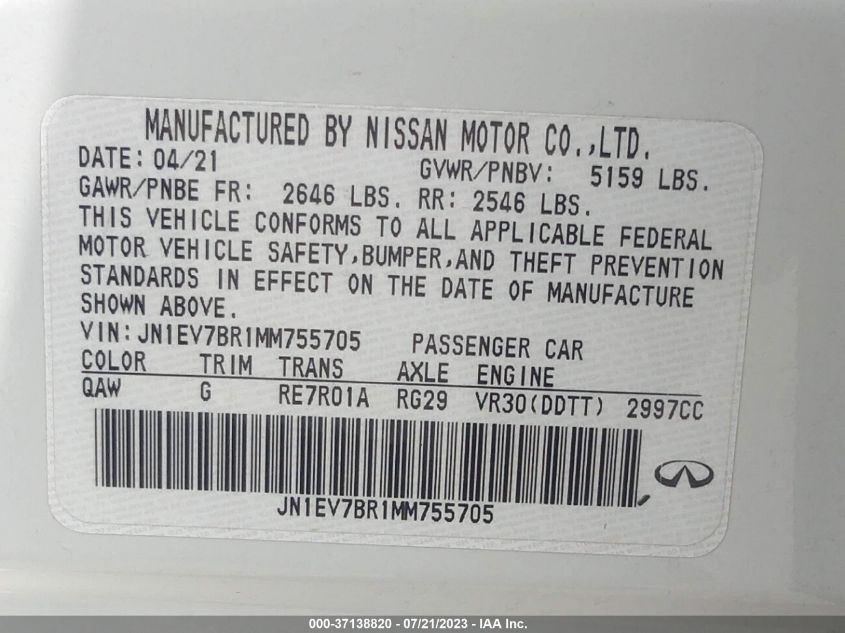 MANUFACTURED BY NISSAN MOTOR CO.,LTD.
DATE: 04/21 GVWR/PNBV: 5159 LBS.
GAWR/PNBE FR: 2646 LBS. RR: 2546 LBS.
THIS VEHICLE CONFORMS TO ALL APPLICABLE FEDERAL
MOTOR VEHICLE SAFETY,BUMPER,AND THEFT PREVENTION
STANDARDS IN EFFECT ON THE DATE OF MANUFACTURE
SHOWN ABOVE.
VIN: JN1EV7BR1MM755705 PASSENGER CAR
COLOR TRIM TRANS AXLE ENGINE
QAW G RE7R01A RG29 VR30(DDTT) 2997CC
JN1EV7BR1MM755705
000-37138820 - 07/21/2023 - IAA Inc.